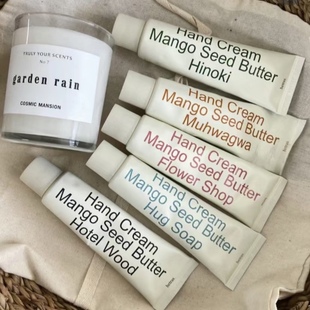 TRULY YOUR SCENTS
No 7
garden rain
COSMIC MANSION
Hand Cream
Mango Seed Butter
Hinoki
Hand Cream
Mango Seed Butter
Muhwagwa
Hand Cream
Mango Seed Butter
Flower Shop
Hand Cream
Mango Seed Butter
Hug Soap
Hand Cream
Mango Seed Butter
Hotel Wood